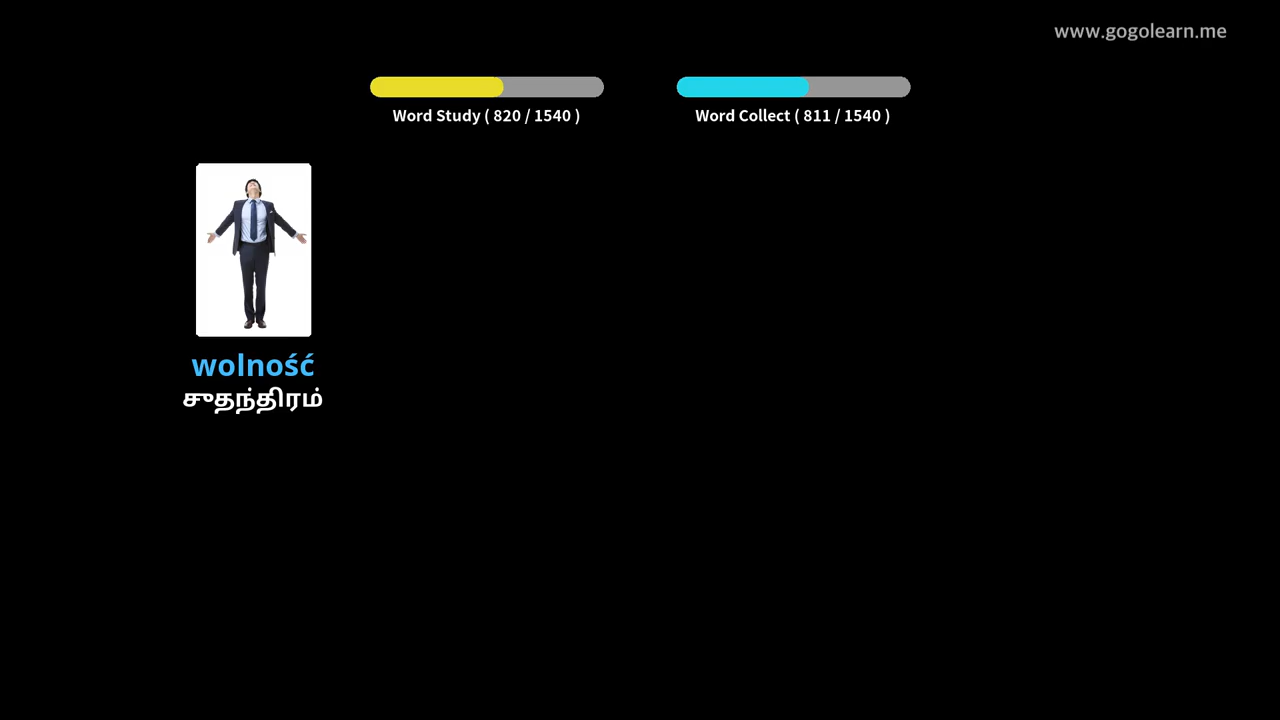 www.gogolearn.me
Word Study ( 820 / 1540 )
Word Collect ( 811 / 1540 )
wolność
சுதந்திரம்